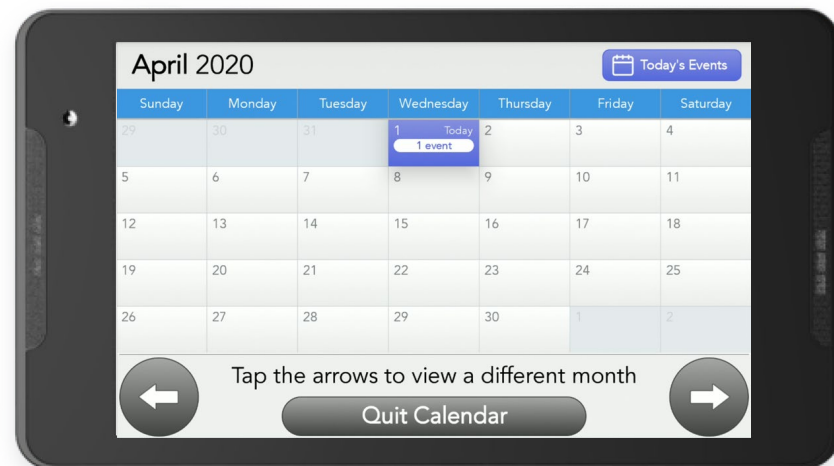 April 2020
Today's Events
Sunday Monday Tuesday Wednesday Thursday Friday Saturday
29 30 31 1 Today 2 3 4
1 event
5 6 7 8 9 10 11
12 13 14 15 16 17 18
19 20 21 22 23 24 25
26 27 28 29 30 1 2
Tap the arrows to view a different month
Quit Calendar